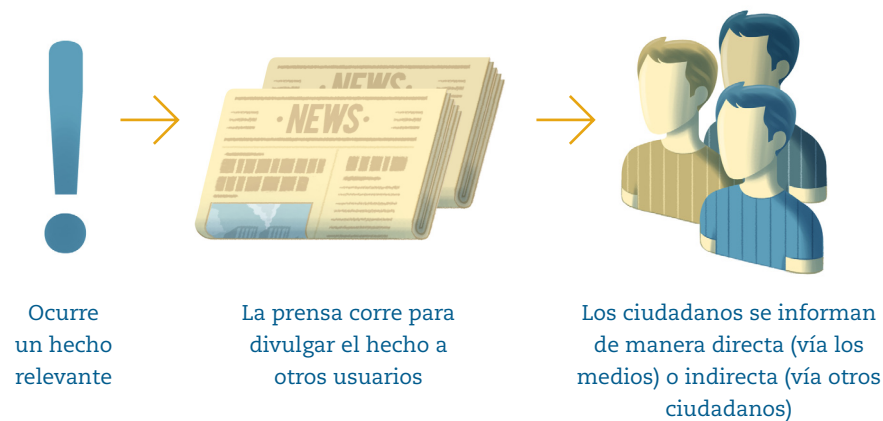 NEWS
·NEWS·
Ocurre
un hecho
relevante
La prensa corre para
divulgar el hecho a
otros usuarios
Los ciudadanos se informan
de manera directa (vía los
medios) o indirecta (vía otros
ciudadanos)